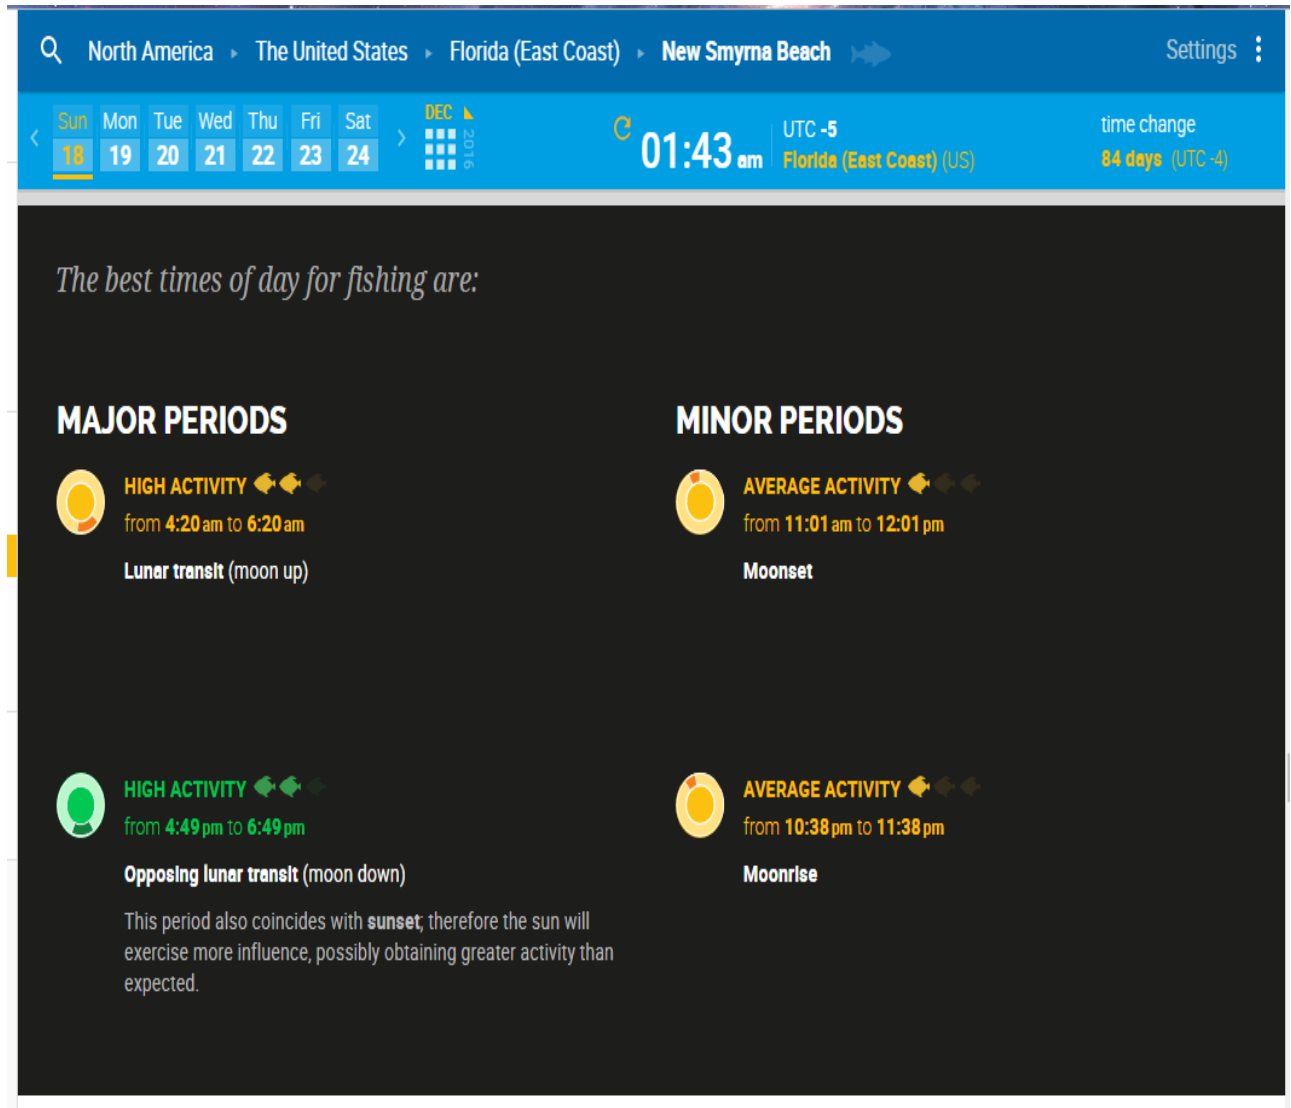 North America ▸ The United States ▸ Florida (East Coast) ▸ New Smyrna Beach
Settings
Sun Mon Tue Wed Thu Fri Sat
18 19 20 21 22 23 24
DEC
2016
01:43 am
UTC -5
Florida (East Coast) (US)
time change
84 days (UTC -4)
The best times of day for fishing are:
MAJOR PERIODS
HIGH ACTIVITY
from 4:20 am to 6:20 am
Lunar transit (moon up)
HIGH ACTIVITY
from 4:49 pm to 6:49 pm
Opposing lunar transit (moon down)
This period also coincides with sunset; therefore the sun will
exercise more influence, possibly obtaining greater activity than
expected.
MINOR PERIODS
AVERAGE ACTIVITY
from 11:01 am to 12:01 pm
Moonset
AVERAGE ACTIVITY
from 10:38 pm to 11:38 pm
Moonrise